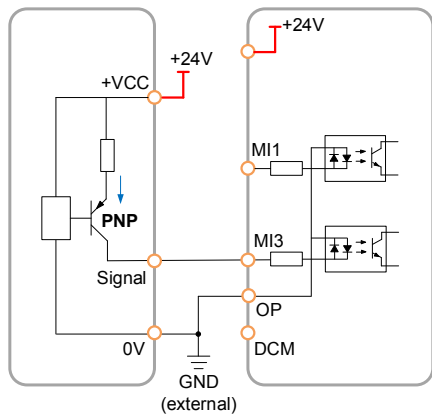 +24V
+VCC
+24V
MI1
PNP
MI3
Signal
OP
0V
DCM
GND
(external)